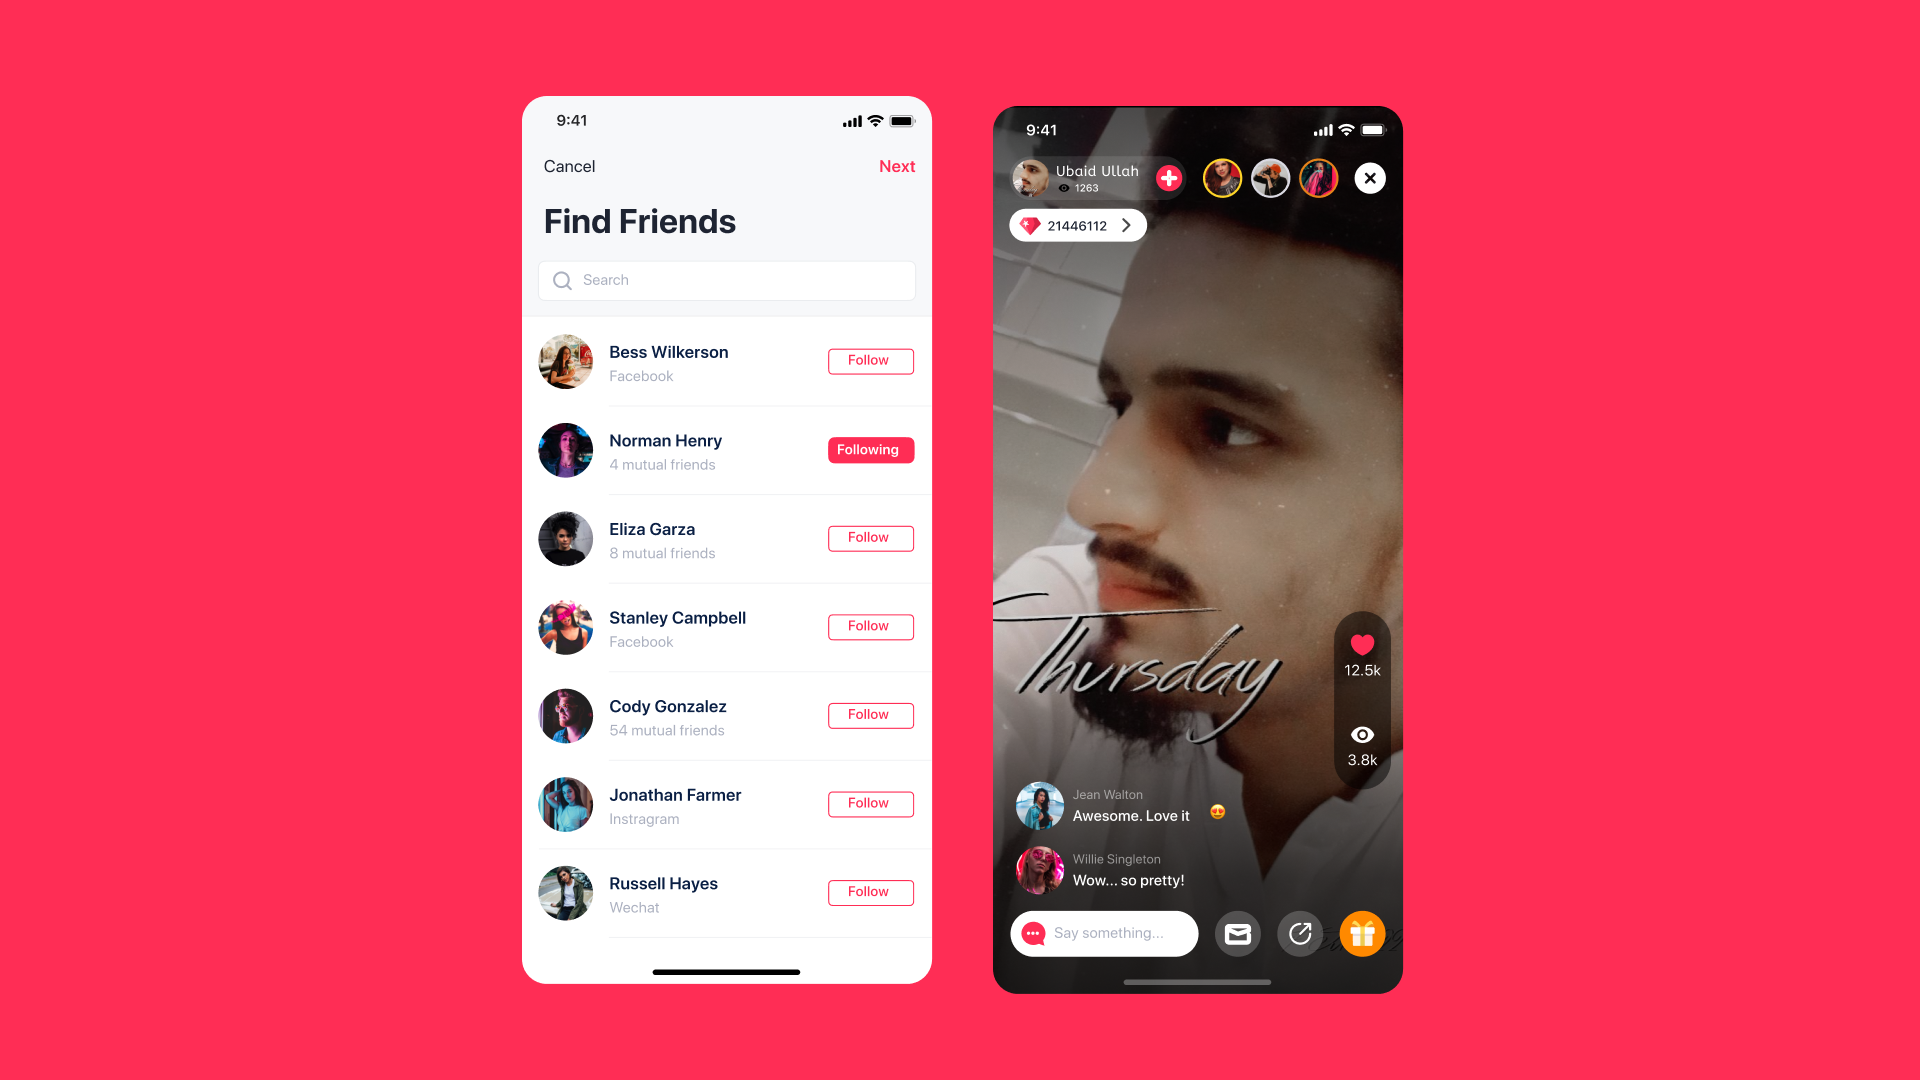 9:41
Cancel
Next
Find Friends
Search
Bess Wilkerson
Facebook
Follow
Norman Henry
4 mutual friends
Following
Eliza Garza
8 mutual friends
Follow
Stanley Campbell
Facebook
Follow
Cody Gonzalez
54 mutual friends
Follow
Jonathan Farmer
Instragram
Follow
Russell Hayes
Wechat
Follow
9:41
Ubaid Ullah
1263
21446112
Thursday
12.5k
3.8k
Jean Walton
Awesome. Love it
Willie Singleton
Wow... so pretty!
Say something...